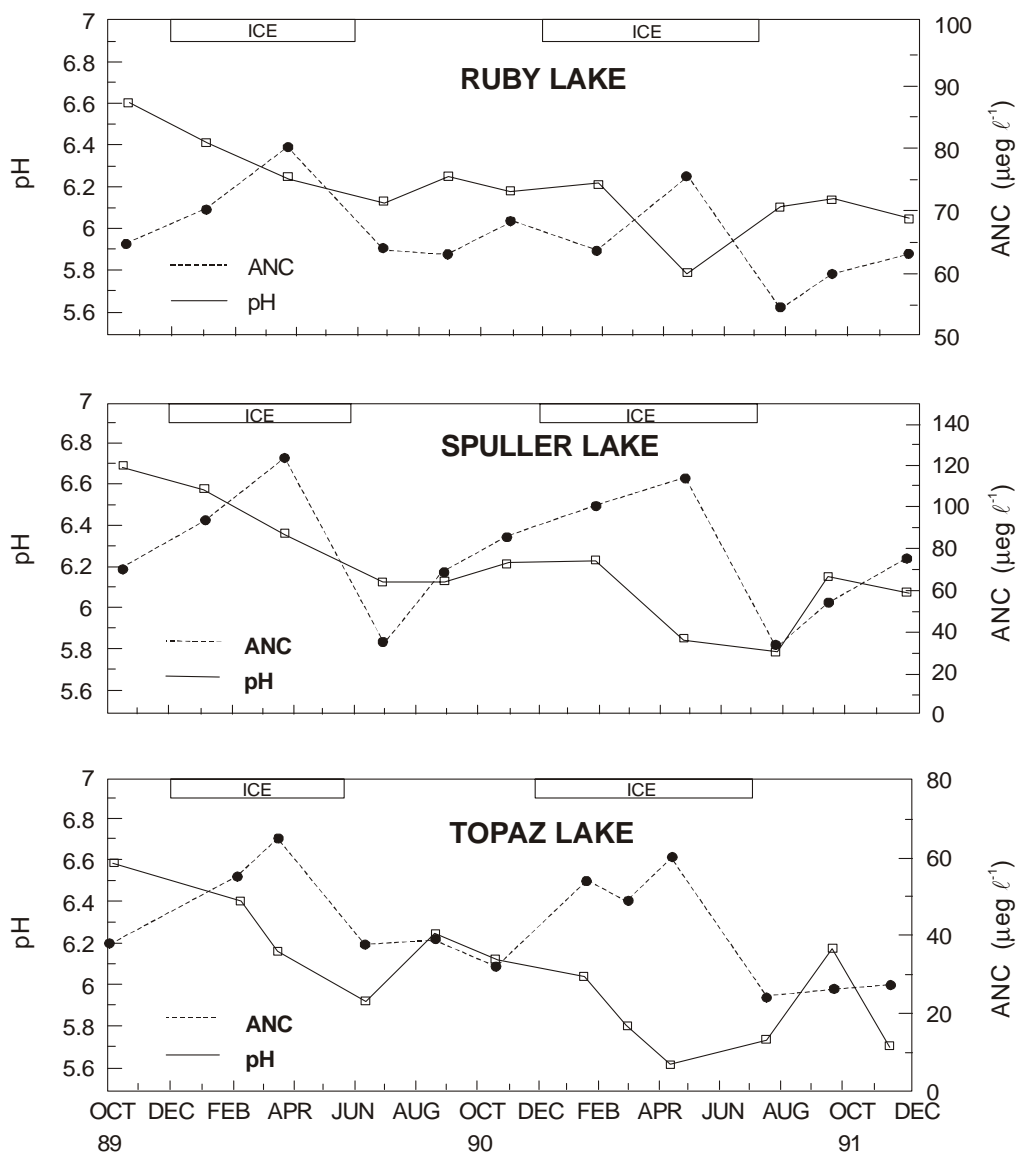 7
ICE
ICE
100
RUBY LAKE
6.8
90
6.6
6.4
80
pH
6.2
70
ANC (µeg ℓ⁻¹)
6
5.8
ANC
60
pH
5.6
50
7
ICE
ICE
140
SPULLER LAKE
6.8
120
6.6
6.4
100
pH
6.2
80
ANC (µeg ℓ⁻¹)
6
60
5.8
ANC
40
5.6
pH
20
0
7
ICE
ICE
80
6.8
TOPAZ LAKE
6.6
60
6.4
pH
6.2
40
ANC (µeg ℓ⁻¹)
6
5.8
ANC
20
5.6
pH
0
OCT DEC FEB APR JUN AUG OCT DEC FEB APR JUN AUG OCT DEC
89 90 91